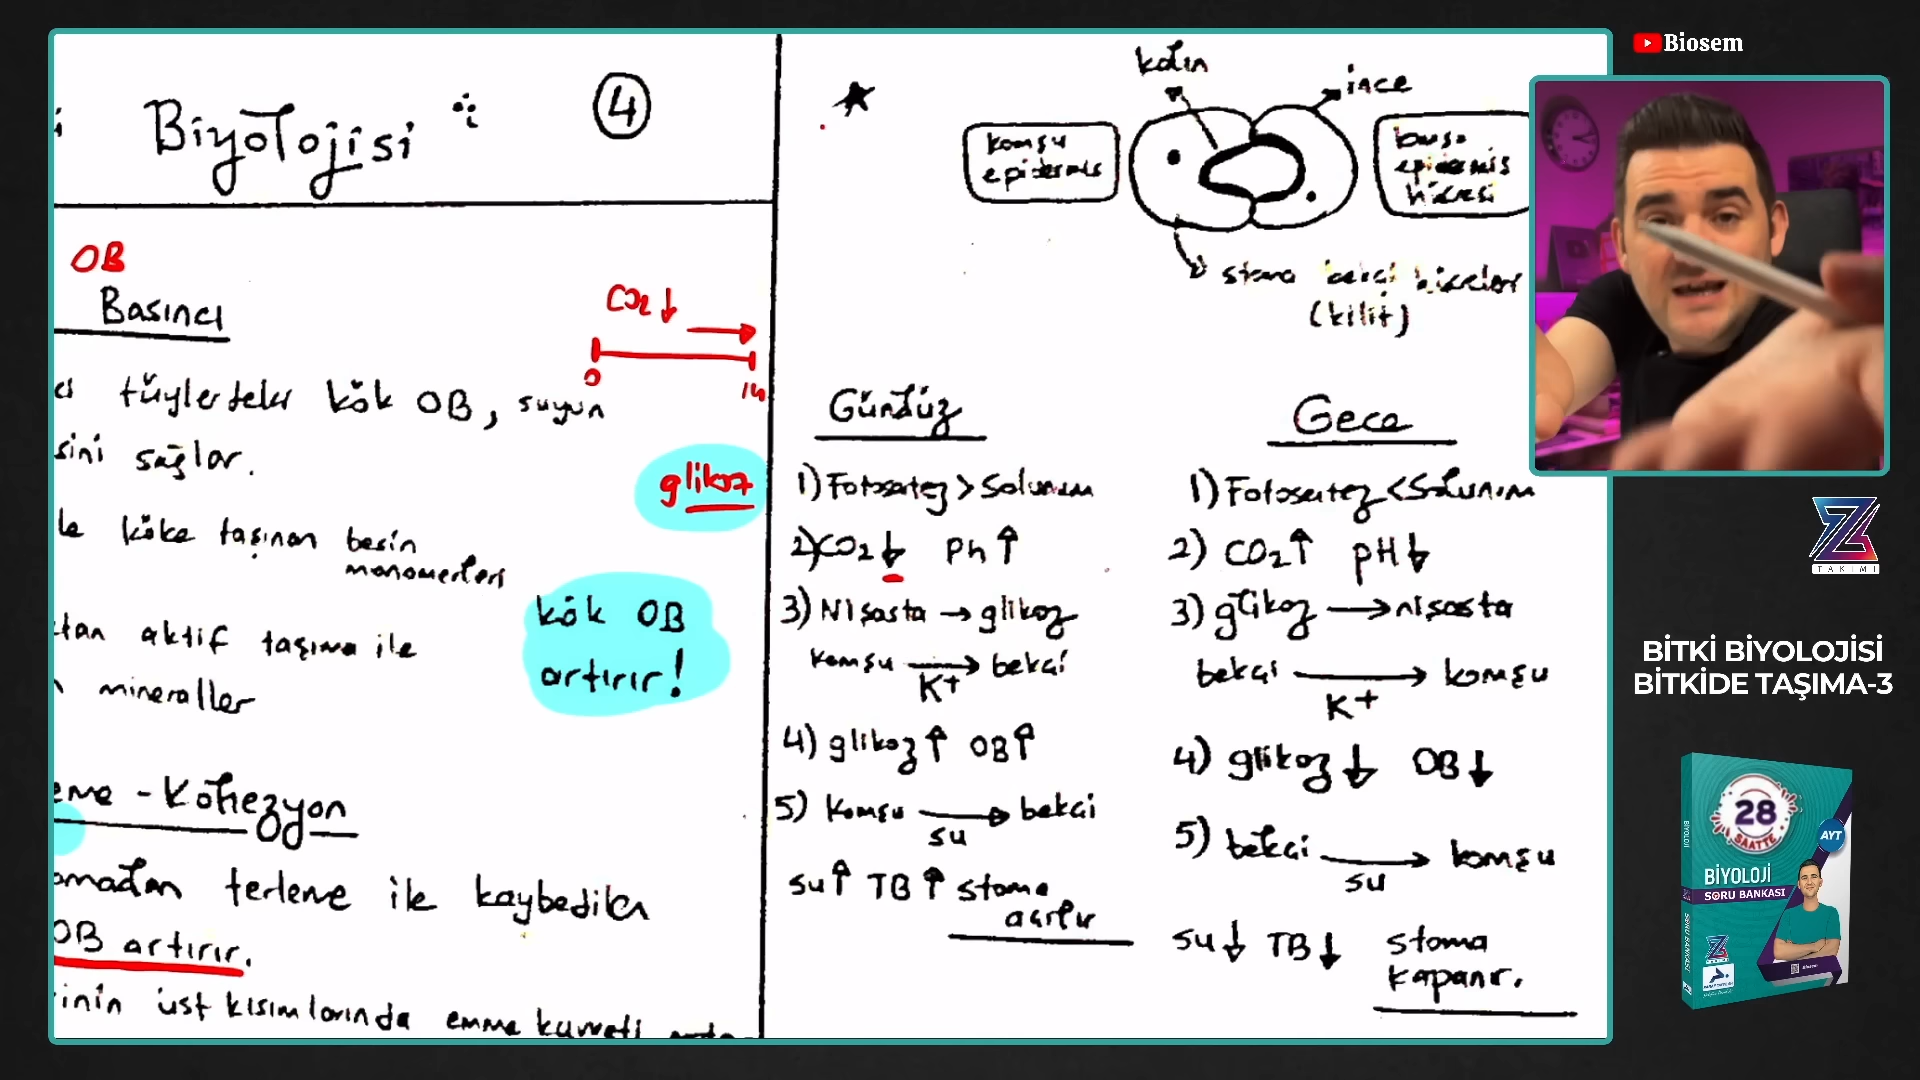 Biyolojisi
4
OB
Basıncı
CO2↓
0
14
tüylerdeki kök OB, suyun
sini sağlar.
glikoz
le köke taşınan besin
monomerleri
ktan aktif taşıma ile
mineraller
kök OB
artırır!
eme - Kohezyon
terleme ile kaybedilen
OB artırır.
inin üst kısımlarında emme kuvveti
kalın
ince
komşu
epidermis
epidermis
hücresi
stoma bekçi hücreleri
(kilit)
Gündüz
1) Fotosentez > Solunum
2) CO2↓ Ph↑
3) Nişasta → glikoz
Komşu → bekçi
K+
4) glikoz↑ OB↑
5) Komşu → bekçi
su
su↑ TB↑ stoma
açılır
Gece
1) Fotosentez < Solunum
2) CO2↑ pH↓
3) glikoz → nişasta
bekçi → komşu
K+
4) glikoz↓ OB↓
5) bekçi → komşu
su
su↓ TB↓ stoma
kapanır.
Biosem
Z
TAKIMI
BİTKİ BİYOLOJİSİ
BİTKİDE TAŞIMA-3
28
SAATTE
AYT
BİYOLOJİ
SORU BANKASI